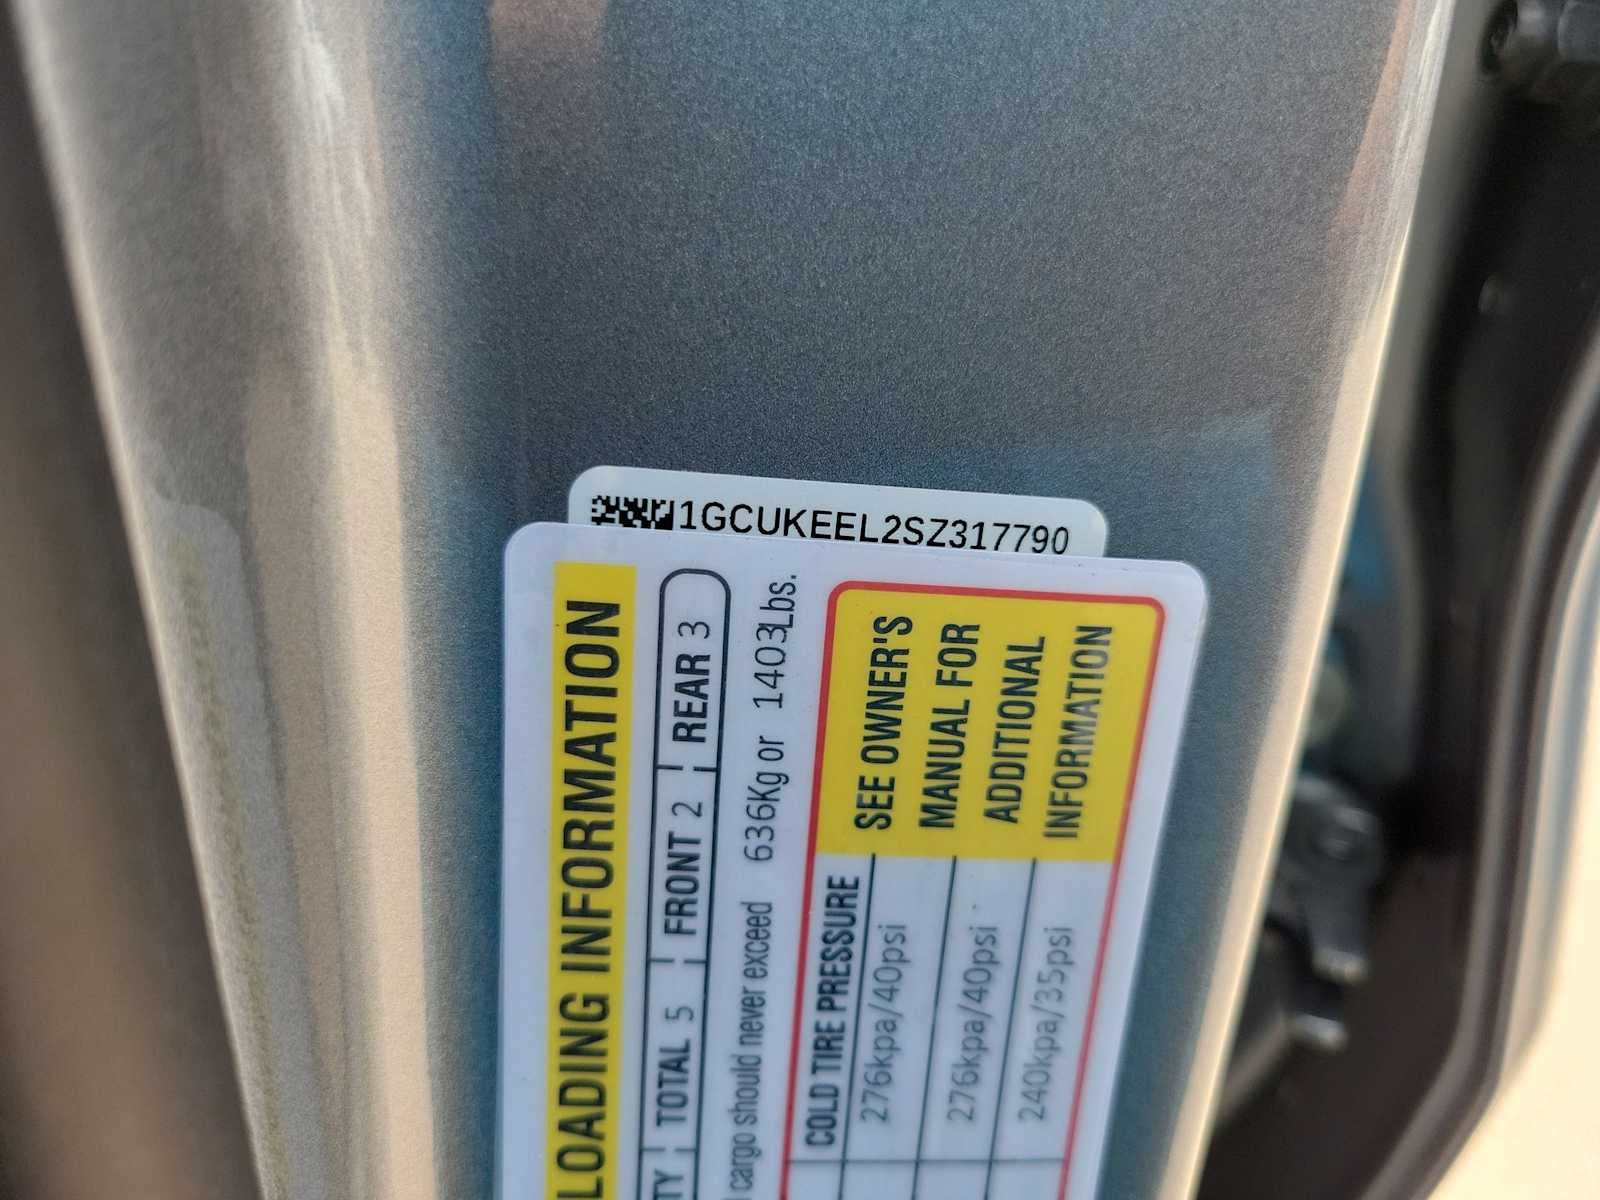 1GCUKEEL2SZ317790
LOADING INFORMATION
TOTAL 5 FRONT 2 REAR 3
cargo should never exceed 636Kg or 1403Lbs.
COLD TIRE PRESSURE
276kpa/40psi
276kpa/40psi
240kpa/35psi
SEE OWNER'S
MANUAL FOR
ADDITIONAL
INFORMATION